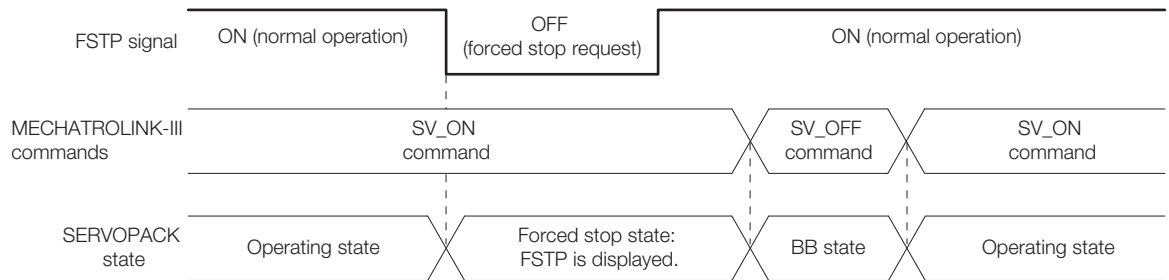 FSTP signal
ON (normal operation)
OFF
(forced stop request)
ON (normal operation)
MECHATROLINK-III
commands
SV_ON
command
SV_OFF
command
SV_ON
command
SERVOPACK
state
Operating state
Forced stop state:
FSTP is displayed.
BB state
Operating state